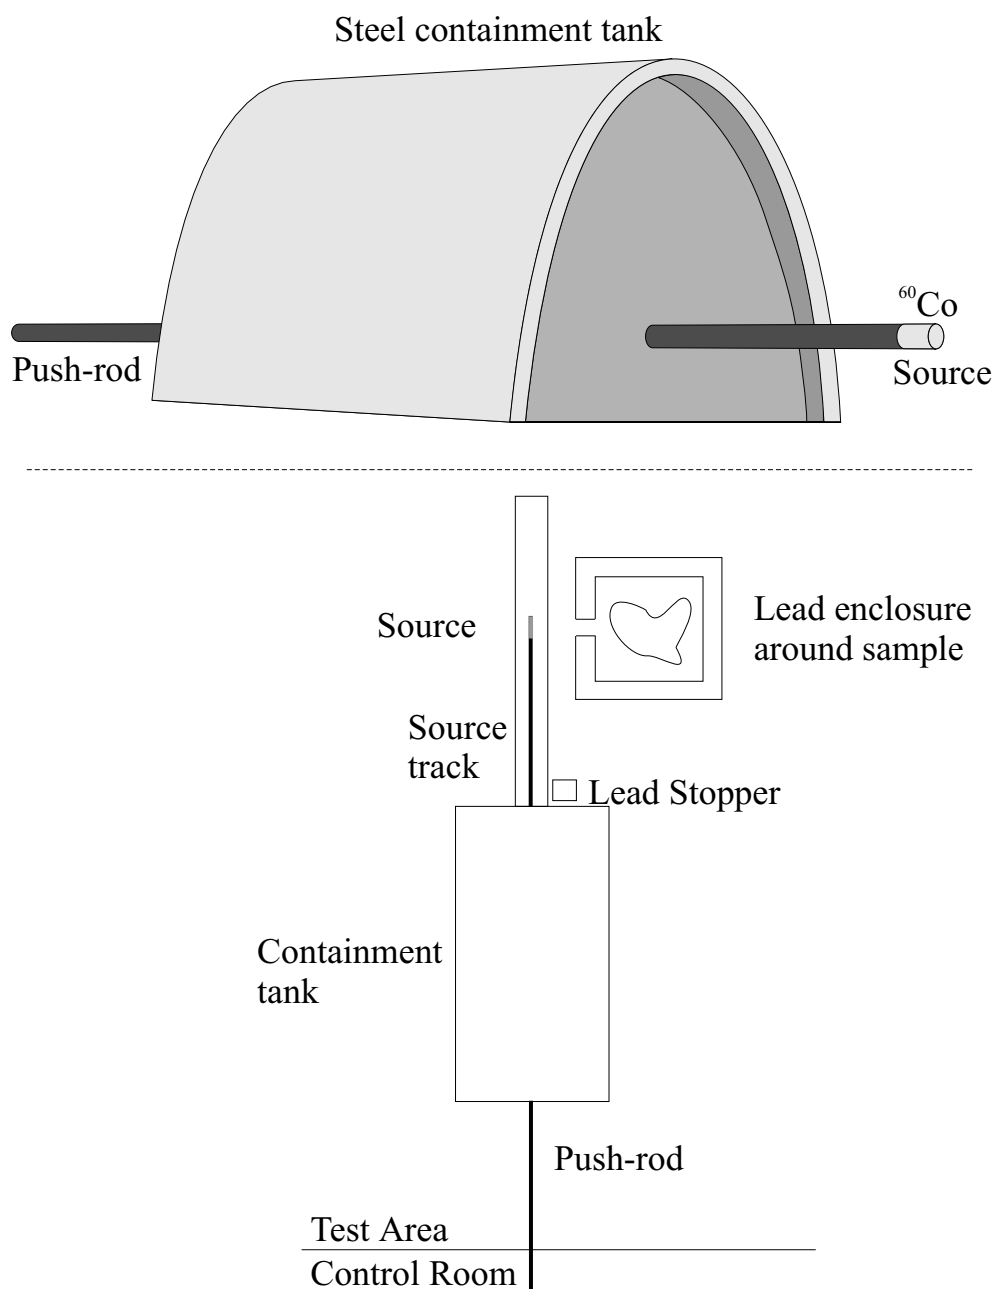 Steel containment tank
⁶⁰Co
Push-rod
Source
Source
Lead enclosure
around sample
Source
track
Lead Stopper
Containment
tank
Push-rod
Test Area
Control Room